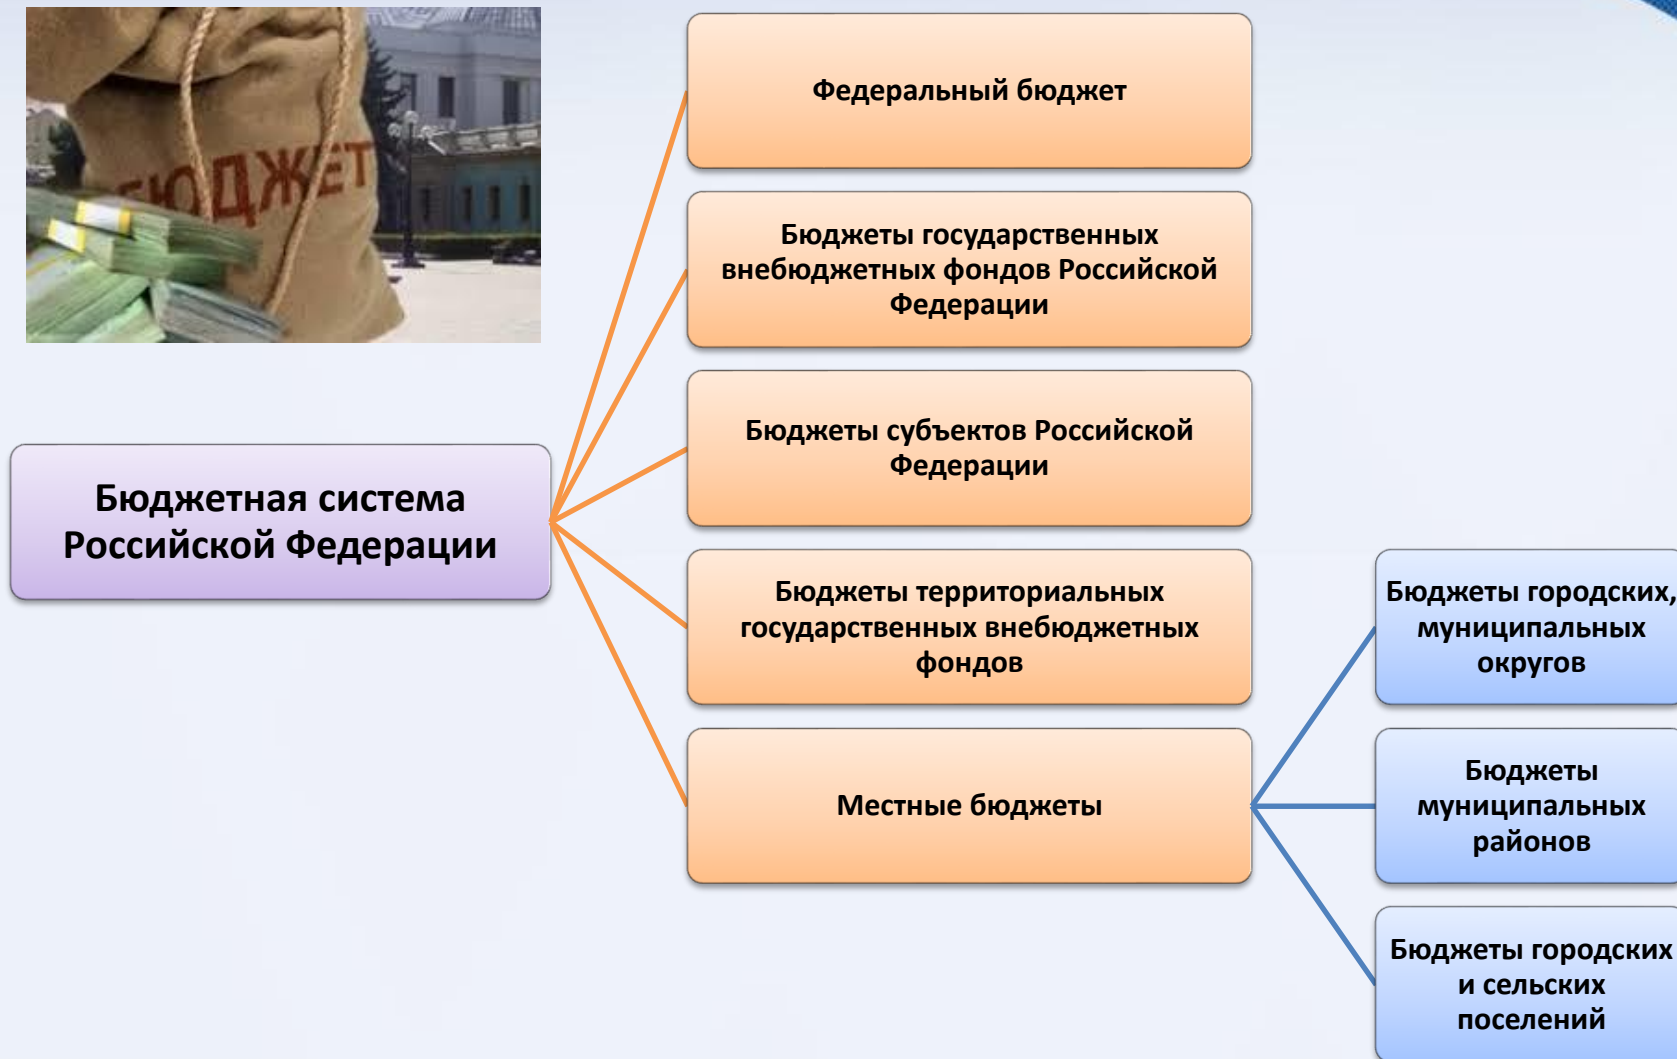 БЮДЖЕТ
Федеральный бюджет
Бюджеты государственных
внебюджетных фондов Российской
Федерации
Бюджеты субъектов Российской
Федерации
Бюджетная система
Российской Федерации
Бюджеты территориальных
государственных внебюджетных
фондов
Местные бюджеты
Бюджеты городских,
муниципальных
округов
Бюджеты
муниципальных
районов
Бюджеты городских
и сельских
поселений